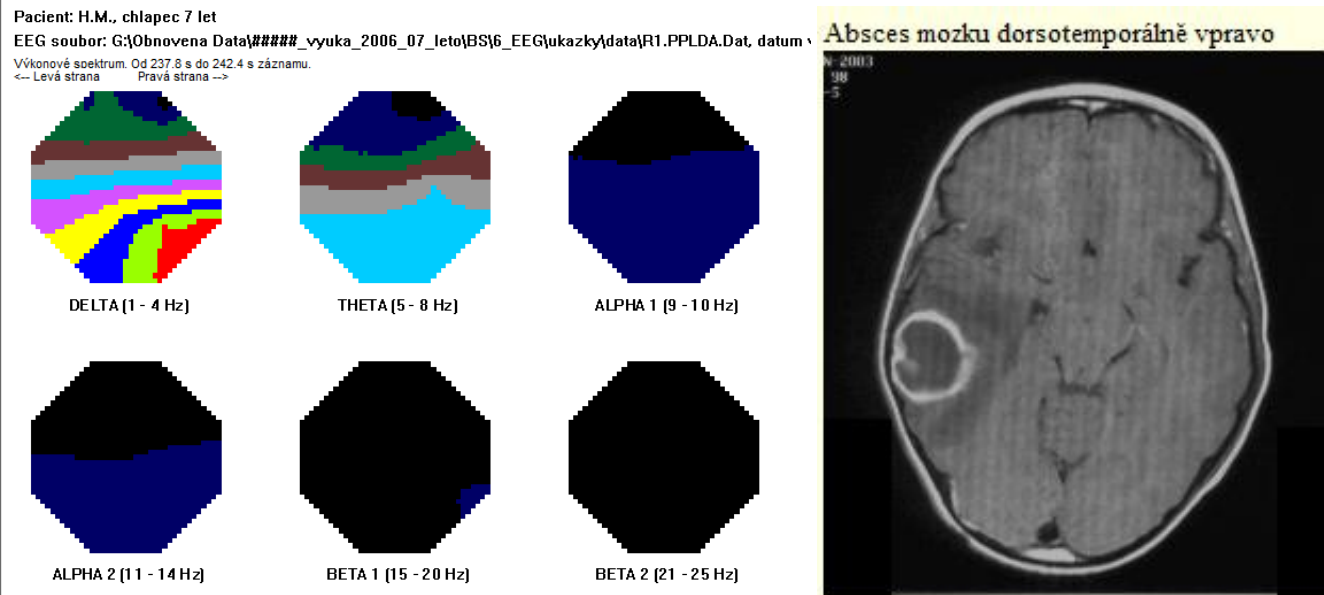 Pacient: H.M., chlapec 7 let
EEG soubor: G:\Obnovena Data\#####_vyuka_2006_07_leto\BS\6_EEG\ukazky\data\R1.PPLDA.Dat, datum
Výkonové spektrum. Od 237.8 s do 242.4 s záznamu.
<-- Levá strana Pravá strana -->
DELTA (1 - 4 Hz) THETA (5 - 8 Hz) ALPHA 1 (9 - 10 Hz)
ALPHA 2 (11 - 14 Hz) BETA 1 (15 - 20 Hz) BETA 2 (21 - 25 Hz)
Absces mozku dorsotemporálně vpravo
N-2003
98
-5